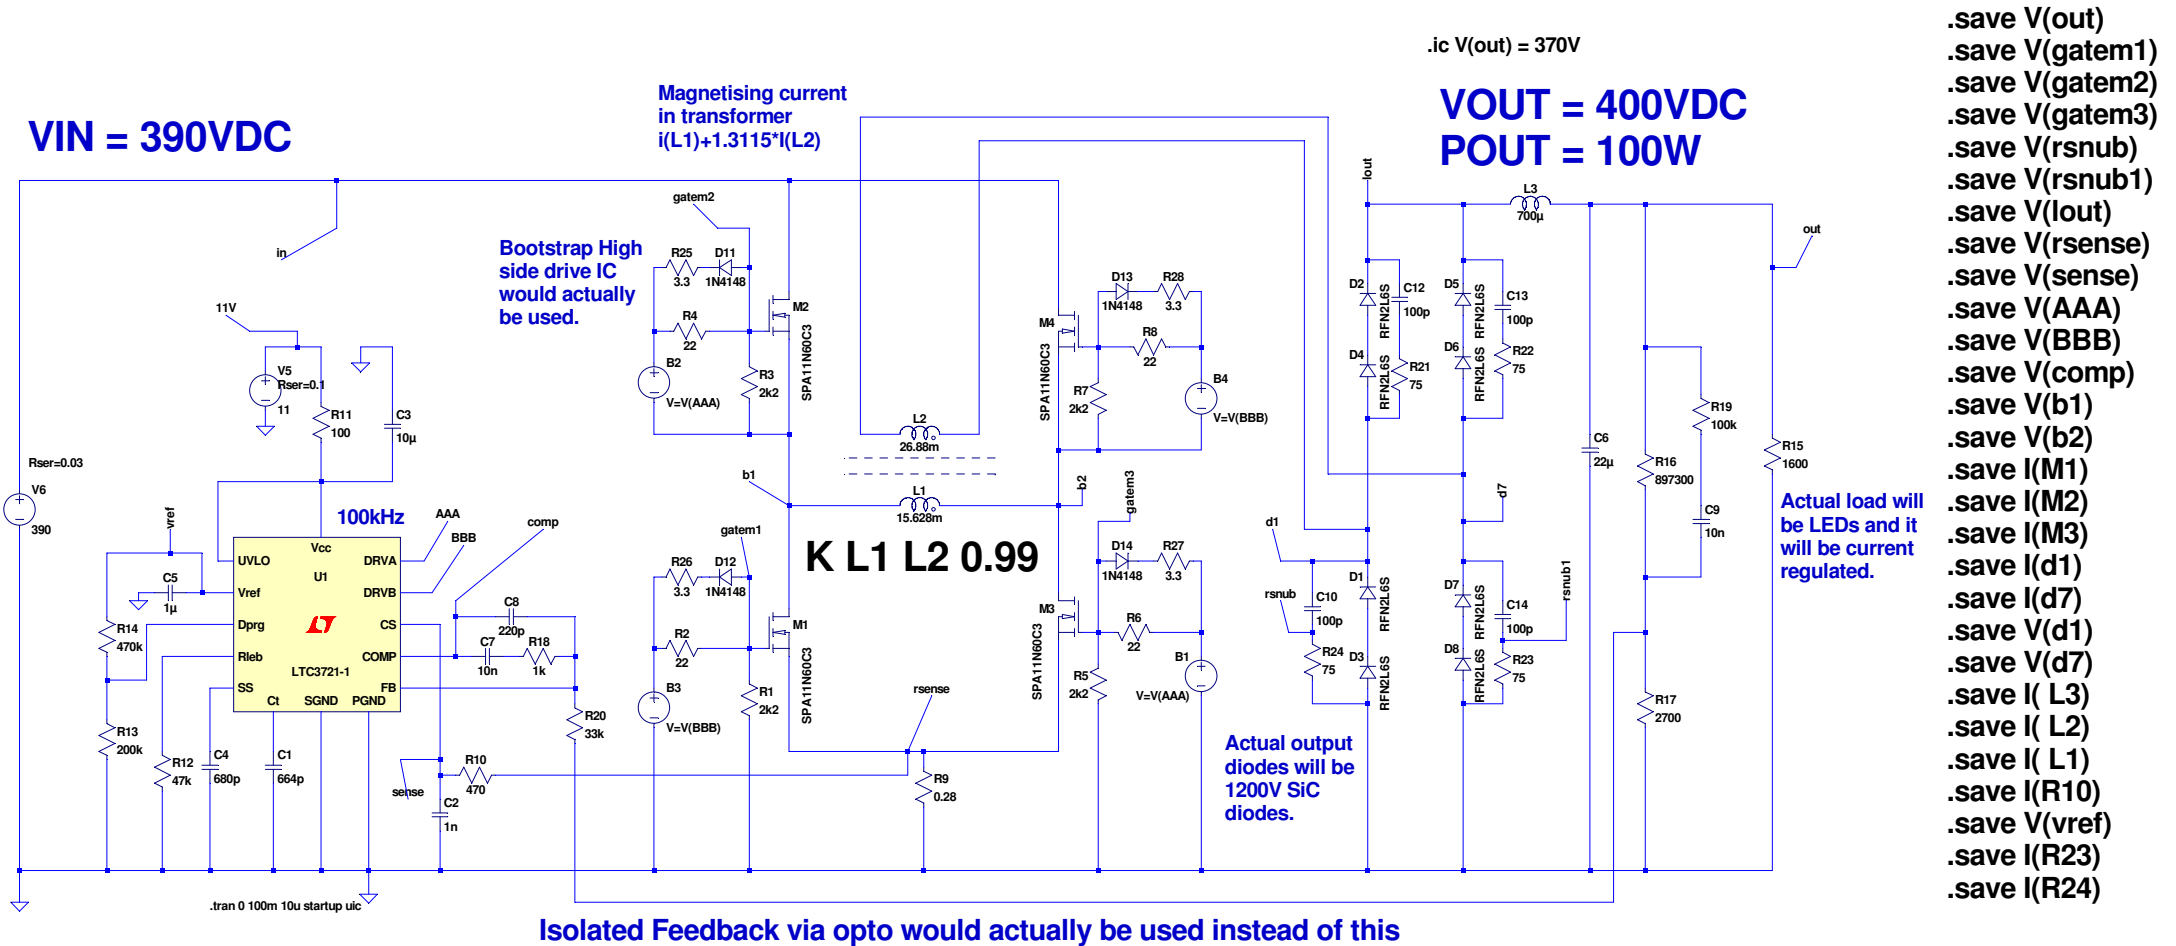 .save V(out)
.save V(gatem1)
.save V(gatem2)
.save V(gatem3)
.save V(rsnub)
.save V(rsnub1)
.save V(lout)
.save V(rsense)
.save V(sense)
.save V(AAA)
.save V(BBB)
.save V(comp)
.save V(b1)
.save V(b2)
.save I(M1)
.save I(M2)
.save I(M3)
.save I(d1)
.save I(d7)
.save V(d1)
.save V(d7)
.save I( L3)
.save I( L2)
.save I( L1)
.save I(R10)
.save V(vref)
.save I(R23)
.save I(R24)
.ic V(out) = 370V
VOUT = 400VDC
POUT = 100W
VIN = 390VDC
Magnetising current
in transformer
i(L1)+1.3115*I(L2)
Bootstrap High
side drive IC
would actually
be used.
in
11V
V5
Rser=0.1
11
R11
100
C3
10µ
Rser=0.03
V6
390
vref
100kHz
AAA
BBB
comp
C5
1µ
R14
470k
R13
200k
R12
47k
C4
680p
C1
664p
UVLO
Vref
Dprg
Rleb
SS
Ct
SGND
PGND
Vcc
U1
LTC3721-1
DRVA
DRVB
CS
COMP
FB
C8
220p
C7
10n
R18
1k
R20
33k
sense
R10
470
C2
1n
gatem2
R25
3.3
D11
1N4148
R4
22
B2
V=V(AAA)
R3
2k2
M2
SPA11N60C3
b1
gatem1
R26
3.3
D12
1N4148
R2
22
B3
V=V(BBB)
R1
2k2
M1
SPA11N60C3
L2
26.88m
L1
15.628m
K L1 L2 0.99
rsense
R9
0.28
D13
1N4148
R28
3.3
M4
SPA11N60C3
R8
22
R7
2k2
B4
V=V(BBB)
b2
gatem3
D14
1N4148
R27
3.3
M3
SPA11N60C3
R6
22
R5
2k2
B1
V=V(AAA)
lout
D2
RFN2L6S
C12
100p
D4
RFN2L6S
R21
75
D5
RFN2L6S
C13
100p
D6
RFN2L6S
R22
75
d1
rsnub
C10
100p
R24
75
D1
RFN2L6S
D3
RFN2L6S
d7
rsnub1
D7
RFN2L6S
C14
100p
D8
RFN2L6S
R23
75
L3
700µ
out
C6
22µ
R16
897300
R19
100k
C9
10n
R15
1600
R17
2700
Actual load will
be LEDs and it
will be current
regulated.
Actual output
diodes will be
1200V SiC
diodes.
.tran 0 100m 10u startup uic
Isolated Feedback via opto would actually be used instead of this